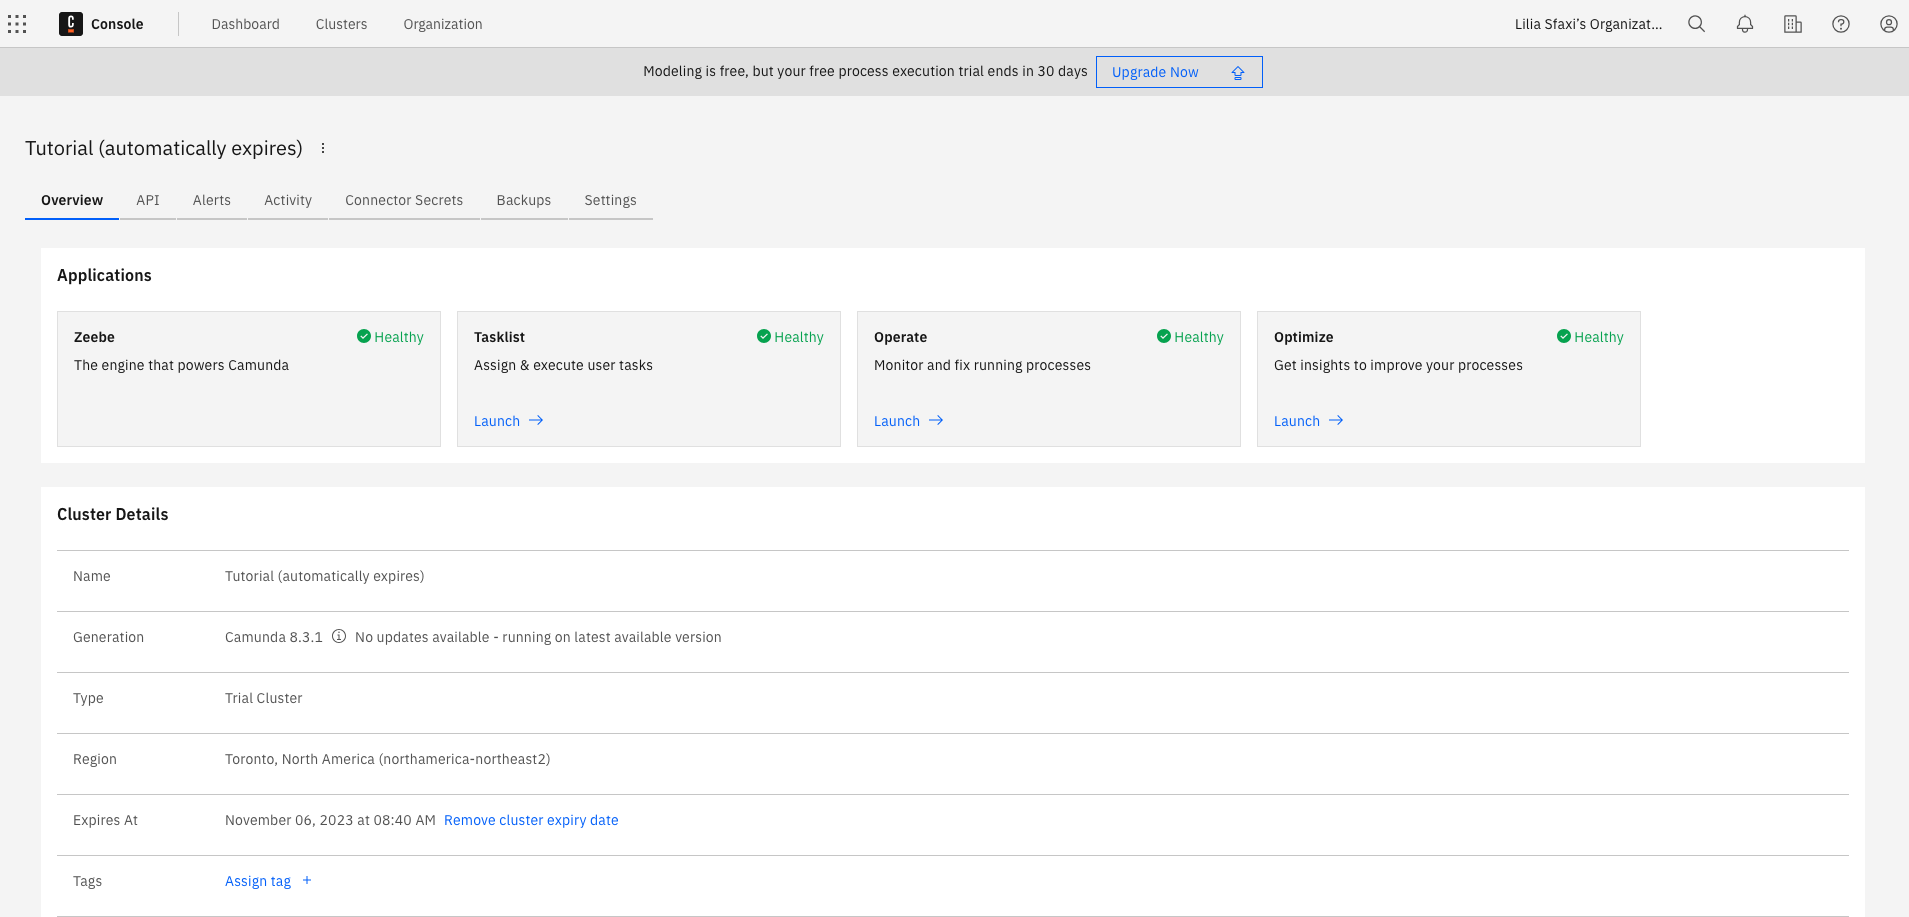 Console Dashboard Clusters Organization Lilia Sfaxi's Organizat...
Modeling is free, but your free process execution trial ends in 30 days Upgrade Now
Tutorial (automatically expires)
Overview API Alerts Activity Connector Secrets Backups Settings
Applications
Zeebe Healthy
The engine that powers Camunda
Tasklist Healthy
Assign & execute user tasks
Launch
Operate Healthy
Monitor and fix running processes
Launch
Optimize Healthy
Get insights to improve your processes
Launch
Cluster Details
Name Tutorial (automatically expires)
Generation Camunda 8.3.1 No updates available - running on latest available version
Type Trial Cluster
Region Toronto, North America (northamerica-northeast2)
Expires At November 06, 2023 at 08:40 AM Remove cluster expiry date
Tags Assign tag +